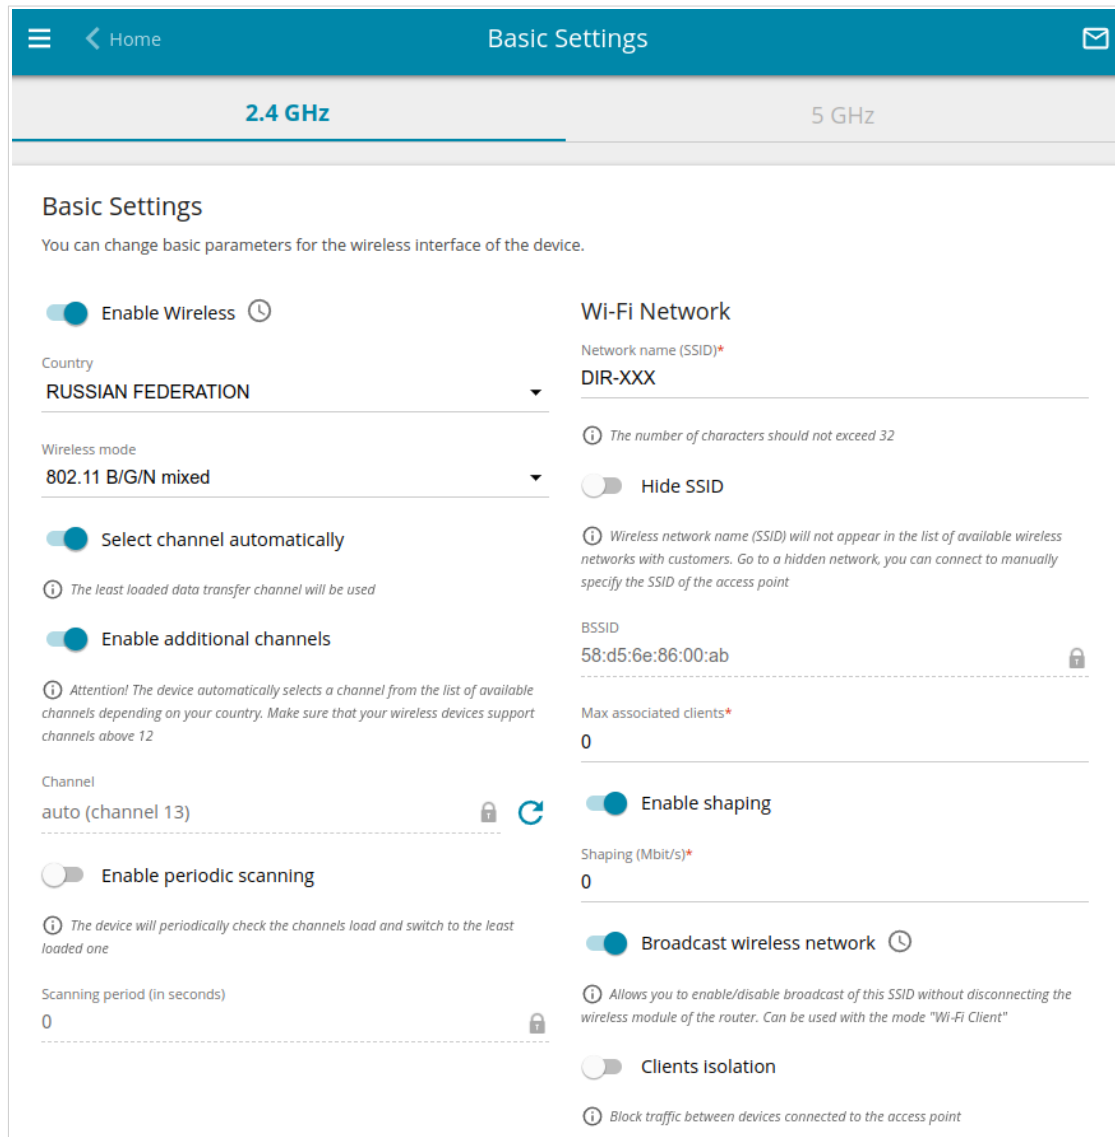 Home
Basic Settings
2.4 GHz
5 GHz
Basic Settings
You can change basic parameters for the wireless interface of the device.
Enable Wireless
Country
RUSSIAN FEDERATION
Wireless mode
802.11 B/G/N mixed
Select channel automatically
The least loaded data transfer channel will be used
Enable additional channels
Attention! The device automatically selects a channel from the list of available
channels depending on your country. Make sure that your wireless devices support
channels above 12
Channel
auto (channel 13)
Enable periodic scanning
The device will periodically check the channels load and switch to the least
loaded one
Scanning period (in seconds)
0
Wi-Fi Network
Network name (SSID)*
DIR-XXX
The number of characters should not exceed 32
Hide SSID
Wireless network name (SSID) will not appear in the list of available wireless
networks with customers. Go to a hidden network, you can connect to manually
specify the SSID of the access point
BSSID
58:d5:6e:86:00:ab
Max associated clients*
0
Enable shaping
Shaping (Mbit/s)*
0
Broadcast wireless network
Allows you to enable/disable broadcast of this SSID without disconnecting the
wireless module of the router. Can be used with the mode "Wi-Fi Client"
Clients isolation
Block traffic between devices connected to the access point